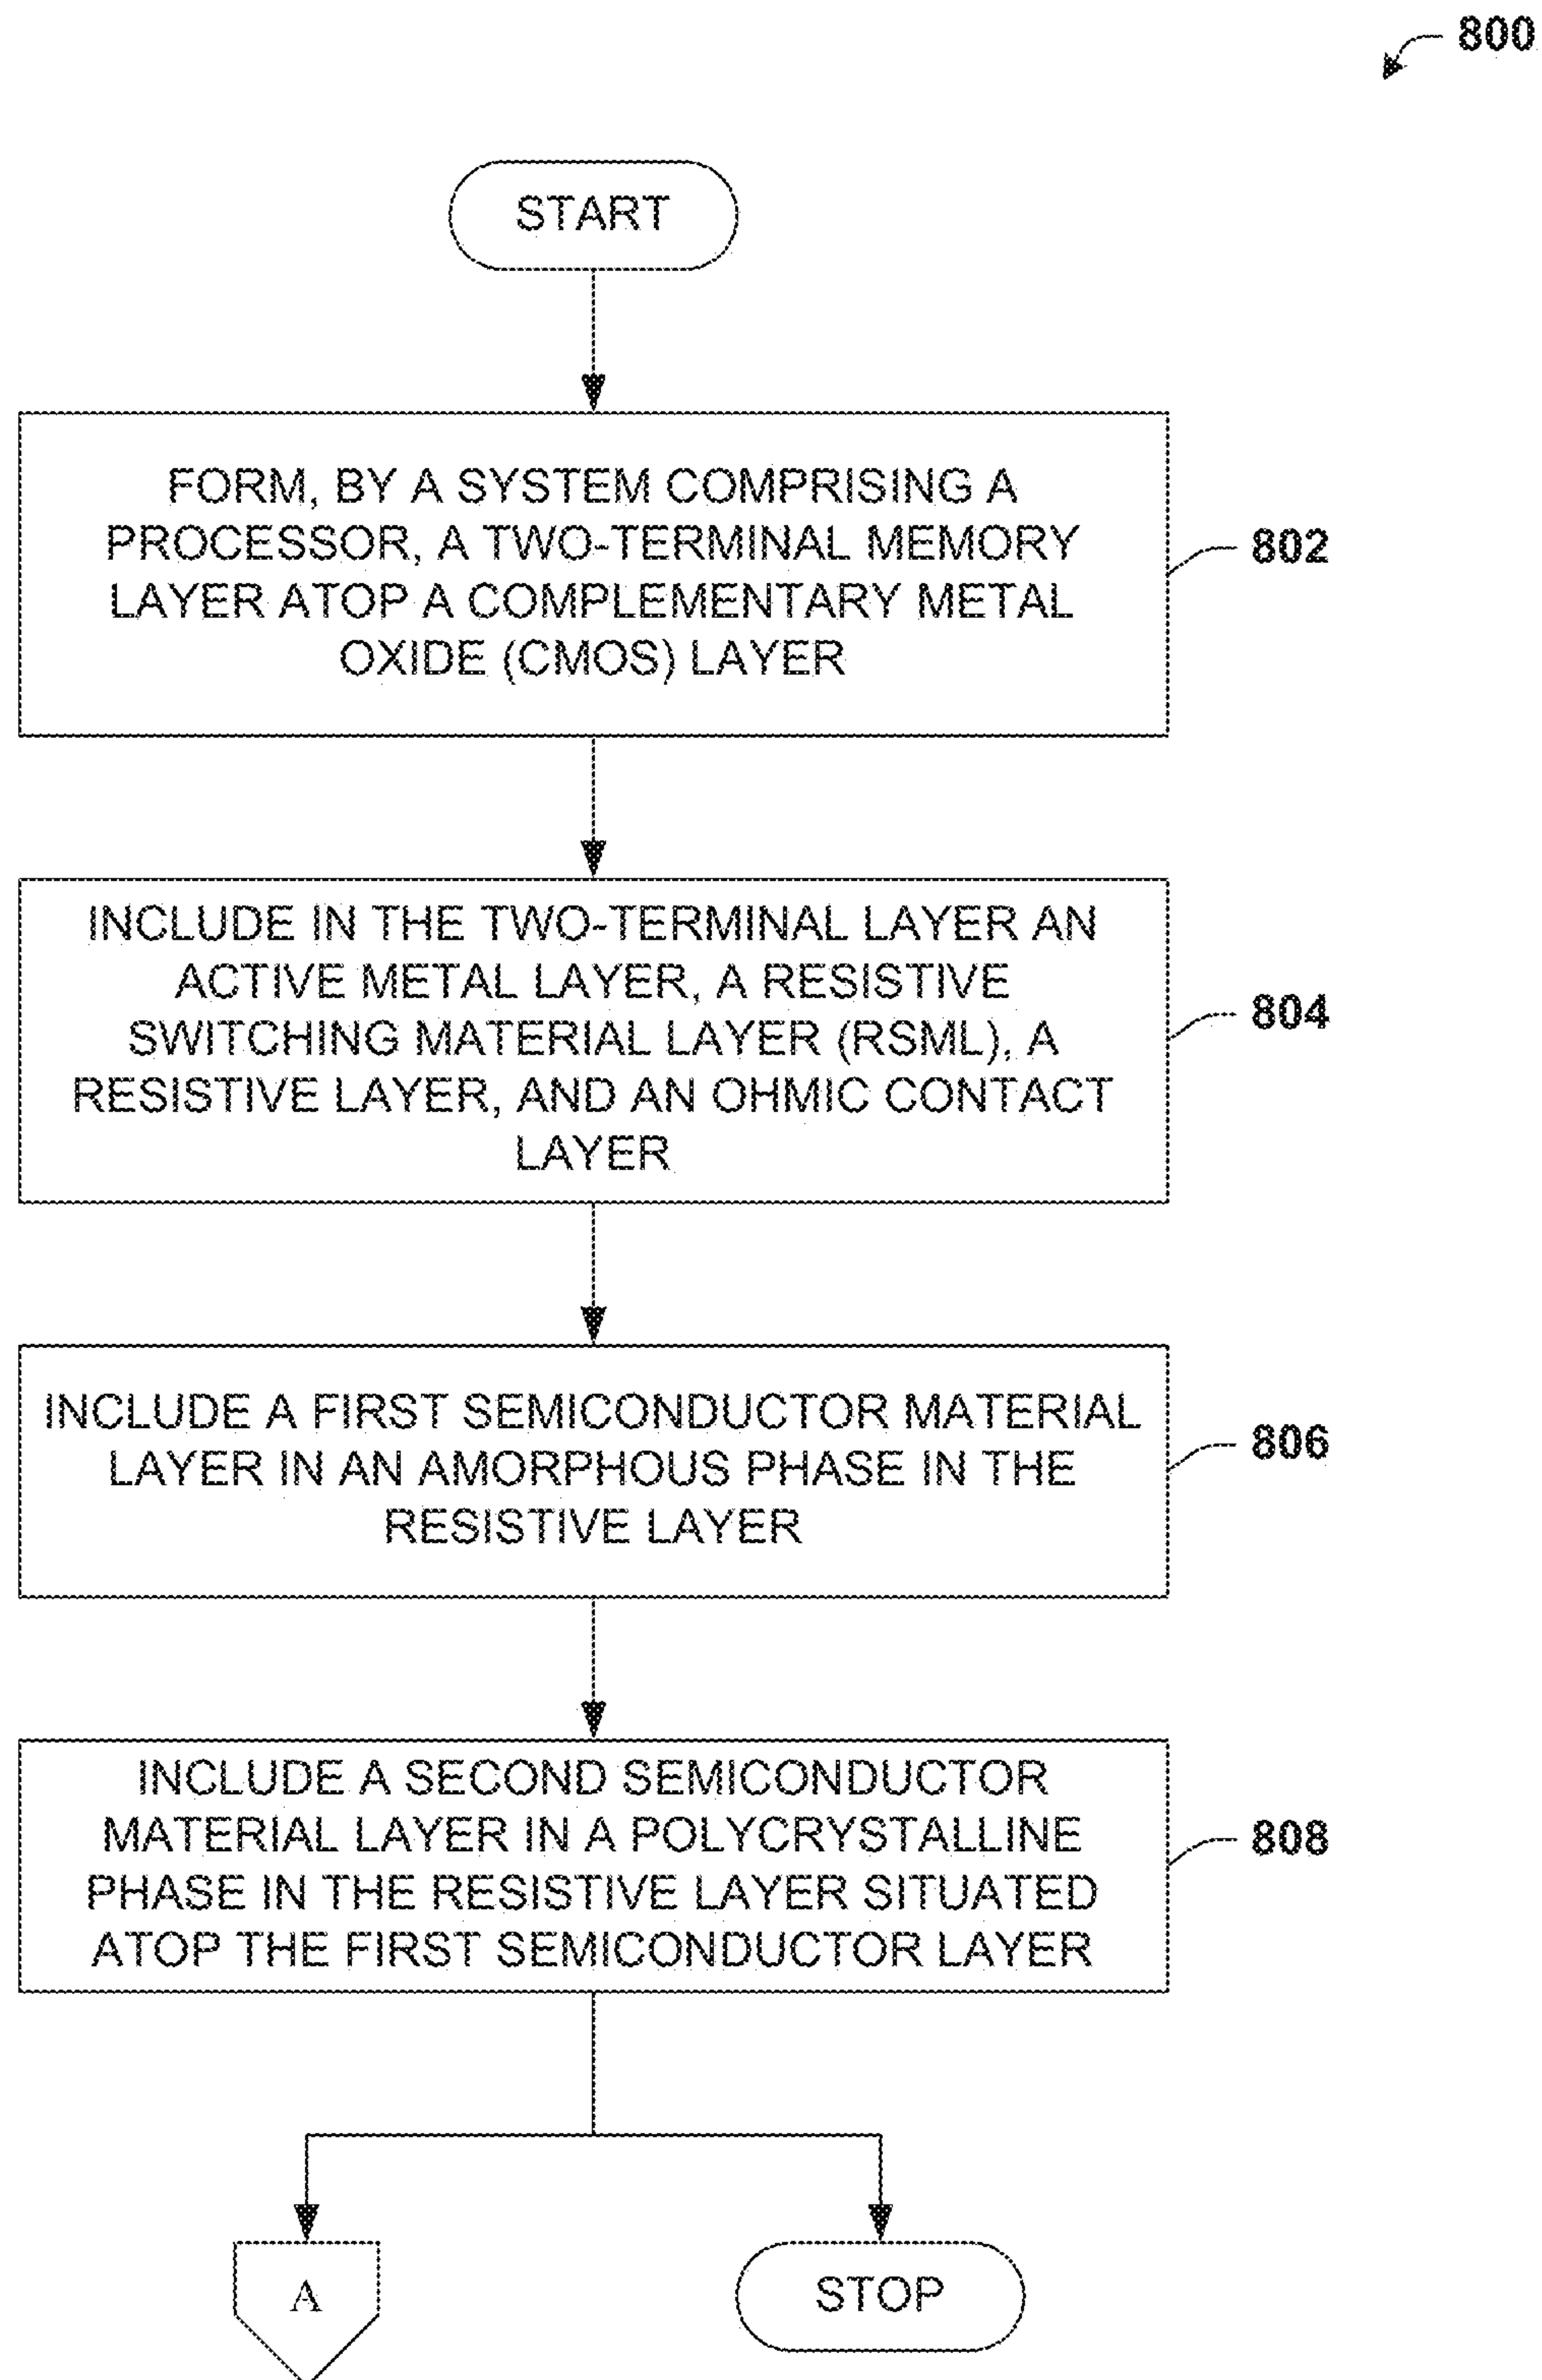 800
START
FORM, BY A SYSTEM COMPRISING A
PROCESSOR, A TWO-TERMINAL MEMORY
LAYER ATOP A COMPLEMENTARY METAL
OXIDE (CMOS) LAYER
802
INCLUDE IN THE TWO-TERMINAL LAYER AN
ACTIVE METAL LAYER, A RESISTIVE
SWITCHING MATERIAL LAYER (RSML), A
RESISTIVE LAYER, AND AN OHMIC CONTACT
LAYER
804
INCLUDE A FIRST SEMICONDUCTOR MATERIAL
LAYER IN AN AMORPHOUS PHASE IN THE
RESISTIVE LAYER
806
INCLUDE A SECOND SEMICONDUCTOR
MATERIAL LAYER IN A POLYCRYSTALLINE
PHASE IN THE RESISTIVE LAYER SITUATED
ATOP THE FIRST SEMICONDUCTOR LAYER
808
A
STOP